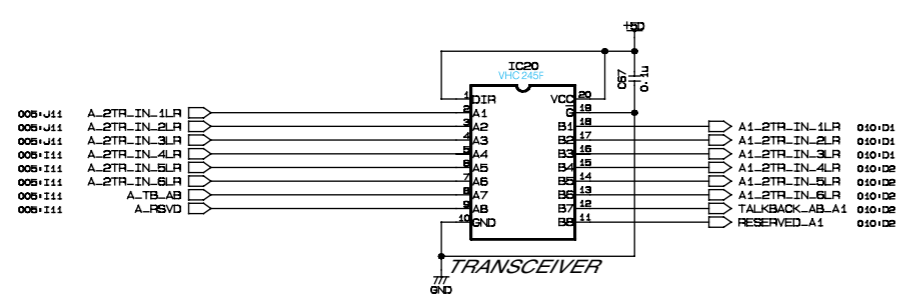 +5D
IC20
VHC245F
C67
0.1u
1 DIR VCC 20
2 A1 G 19
3 A2 B1 18
4 A3 B2 17
5 A4 B3 16
6 A5 B4 15
7 A6 B5 14
8 A7 B6 13
9 A8 B7 12
10 GND B8 11
005:J11 A_2TR_IN_1LR
005:J11 A_2TR_IN_2LR
005:J11 A_2TR_IN_3LR
005:I11 A_2TR_IN_4LR
005:I11 A_2TR_IN_5LR
005:I11 A_2TR_IN_6LR
005:I11 A_TB_AB
005:I11 A_RSVD
A1_2TR_IN_1LR 010:D1
A1_2TR_IN_2LR 010:D1
A1_2TR_IN_3LR 010:D1
A1_2TR_IN_4LR 010:D2
A1_2TR_IN_5LR 010:D2
A1_2TR_IN_6LR 010:D2
TALKBACK_AB_A1 010:D2
RESERVED_A1 010:D2
TRANSCEIVER
GND